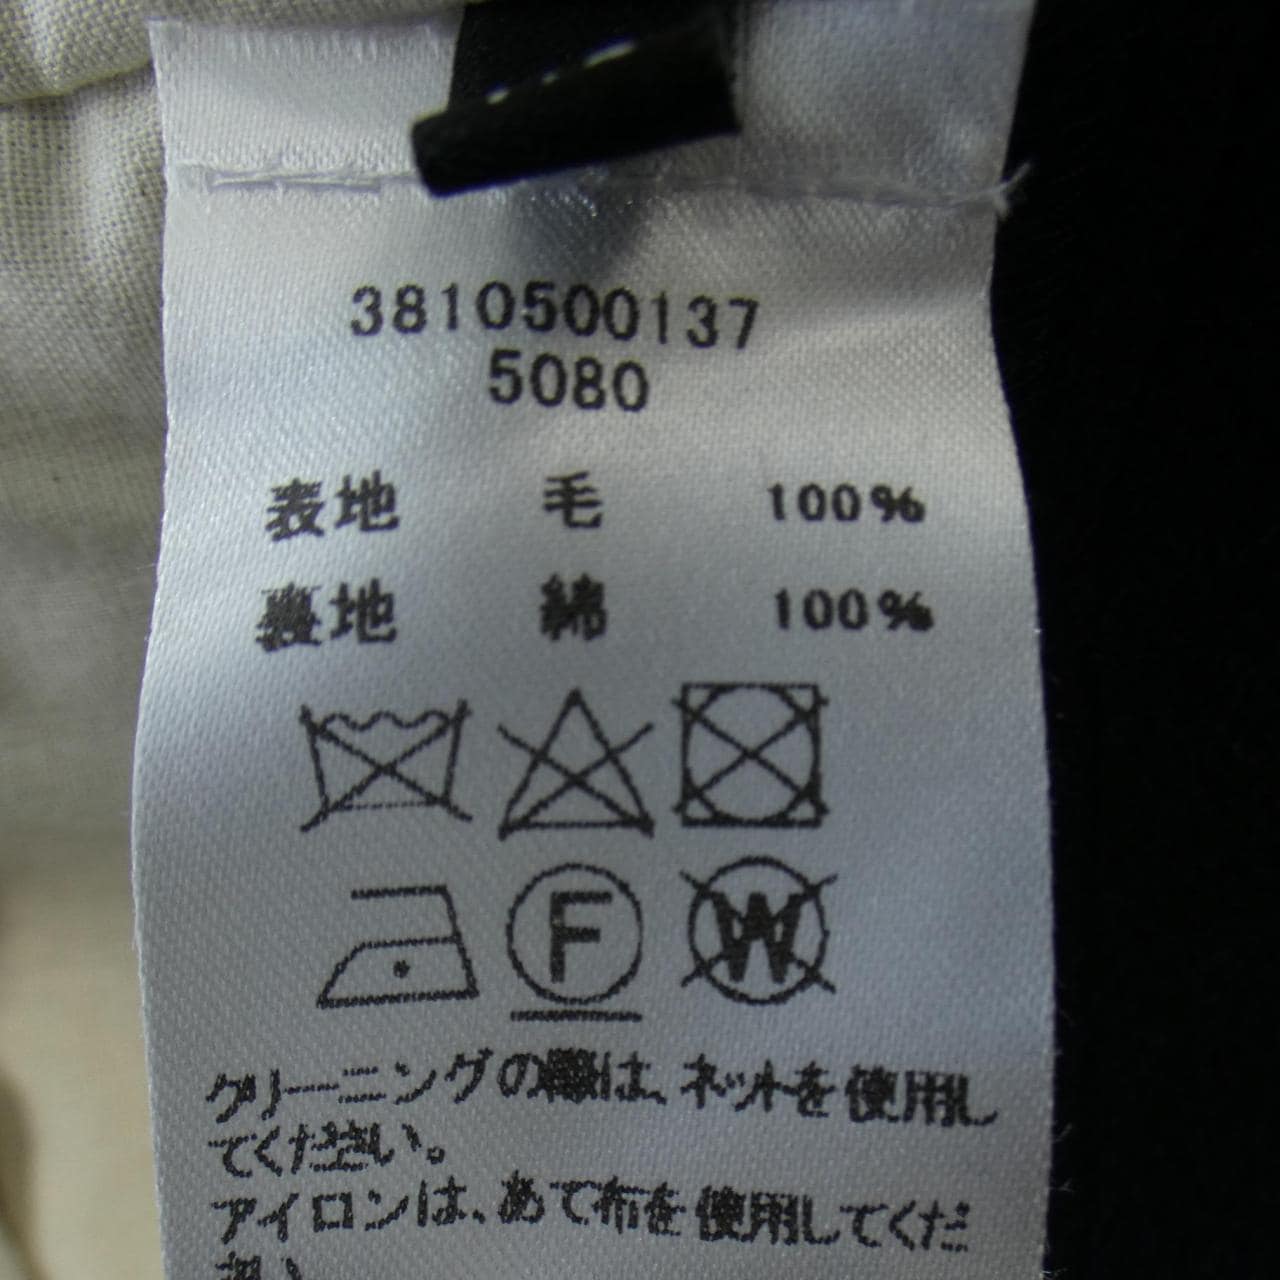 3810500137
5080
表地 毛 100%
裏地 綿 100%
F W
クリーニングの際は、ネットを使用し
てください。
アイロンは、あて布を使用してくだ
さい